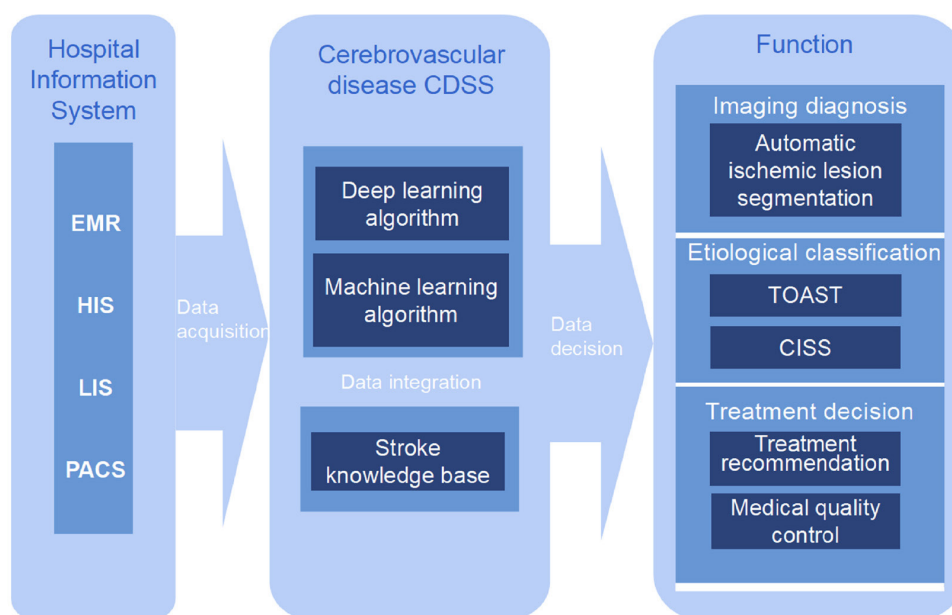 Hospital
Information
System
EMR
HIS
LIS
PACS
Data
acquisition
Cerebrovascular
disease CDSS
Deep learning
algorithm
Machine learning
algorithm
Data integration
Stroke
knowledge base
Data
decision
Function
Imaging diagnosis
Automatic
ischemic lesion
segmentation
Etiological classification
TOAST
CISS
Treatment decision
Treatment
recommendation
Medical quality
control